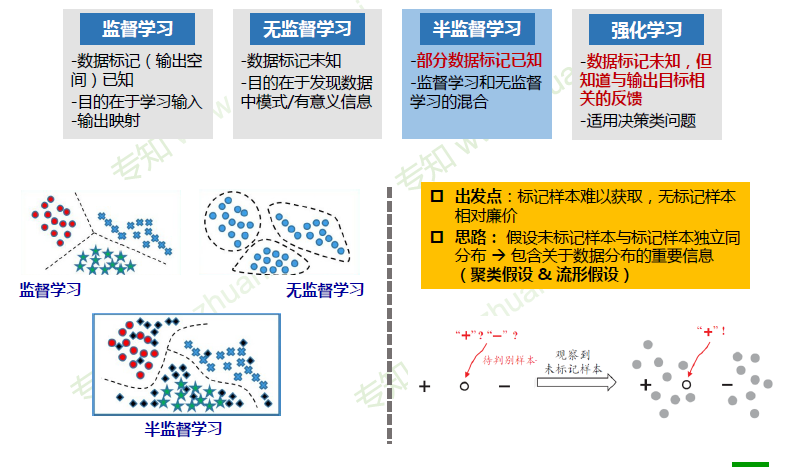 监督学习
-数据标记（输出空
间）已知
-目的在于学习输入
-输出映射
无监督学习
-数据标记未知
-目的在于发现数据
中模式/有意义信息
半监督学习
-部分数据标记已知
-监督学习和无监督
学习的混合
强化学习
-数据标记未知，但
知道与输出目标相
关的反馈
-适用决策类问题
监督学习
无监督学习
半监督学习
出发点：标记样本难以获取，无标记样本
相对廉价
思路： 假设未标记样本与标记样本独立同
分布 → 包含关于数据分布的重要信息
（聚类假设 & 流形假设）
“+”? “−” ?
待判别样本
+ −
观察到
未标记样本
“+” !
+ −